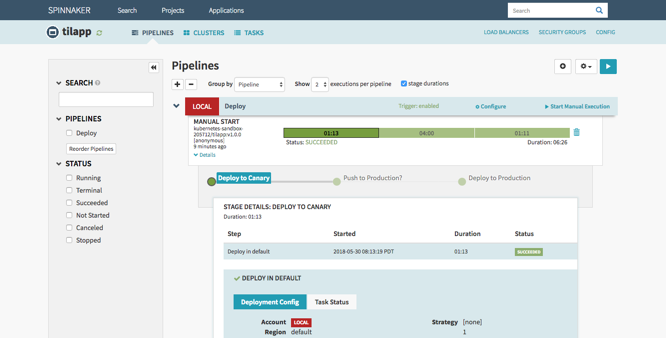 SPINNAKER Search Projects Applications Search
tilapp PIPELINES CLUSTERS TASKS LOAD BALANCERS SECURITY GROUPS CONFIG
Pipelines
SEARCH
Group by Pipeline Show 2 executions per pipeline stage durations
LOCAL Deploy Trigger: enabled Configure Start Manual Execution
PIPELINES
Deploy
Reorder Pipelines
MANUAL START
kubernetes-sandbox-
205712/tilapp:v1.0.0
[anonymous]
9 minutes ago
Details
01:13 04:00 01:11
Status: SUCCEEDED Duration: 06:26
STATUS
Running
Terminal
Succeeded
Not Started
Canceled
Stopped
Deploy to Canary Push to Production? Deploy to Production
STAGE DETAILS: DEPLOY TO CANARY
Duration: 01:13
Step Started Duration Status
Deploy in default 2018-05-30 08:13:19 PDT 01:13 SUCCEEDED
DEPLOY IN DEFAULT
Deployment Config Task Status
Account LOCAL Strategy [none]
Region default 1